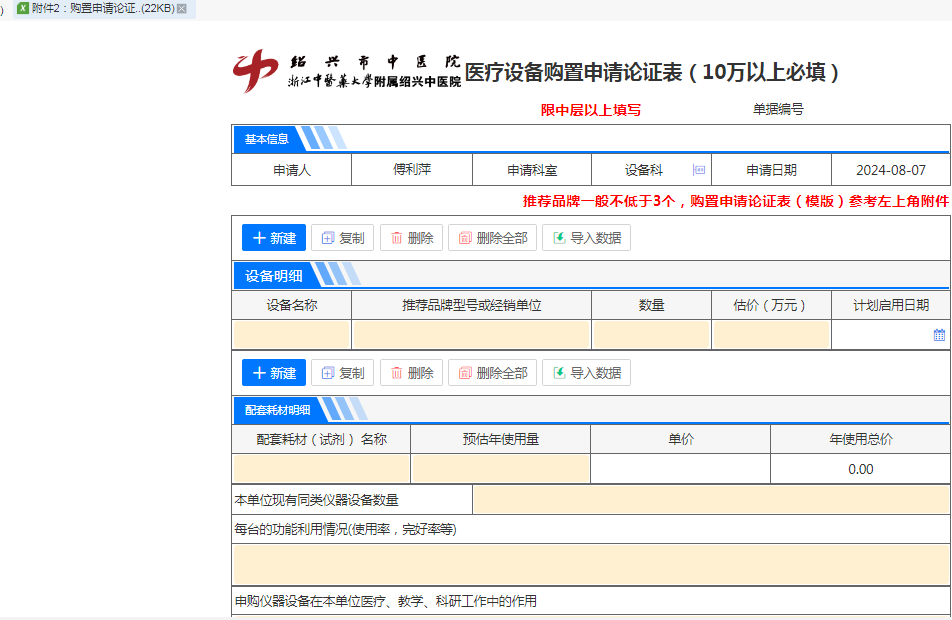 )
附件2：购置申请论证..(22KB)
绍兴市中医院
浙江中医药大学附属绍兴中医院
医疗设备购置申请论证表（10万以上必填）
限中层以上填写 单据编号
基本信息
申请人 傅利萍 申请科室 设备科 申请日期 2024-08-07
推荐品牌一般不低于3个，购置申请论证表（模版）参考左上角附件
新建 复制 删除 删除全部 导入数据
设备明细
设备名称 推荐品牌型号或经销单位 数量 估价（万元） 计划启用日期
新建 复制 删除 删除全部 导入数据
配套耗材明细
配套耗材（试剂） 名称 预估年使用量 单价 年使用总价
0.00
本单位现有同类仪器设备数量
每台的功能利用情况(使用率，完好率等)
申购仪器设备在本单位医疗、教学、科研工作中的作用